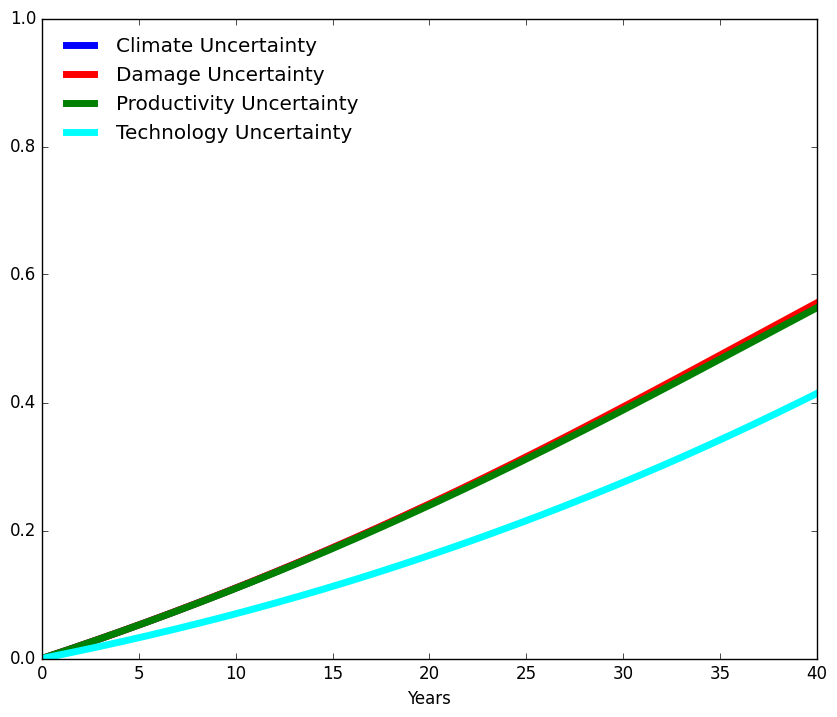 1.0
Climate Uncertainty
Damage Uncertainty
Productivity Uncertainty
Technology Uncertainty
0.8
0.6
0.4
0.2
0.0
0 5 10 15 20 25 30 35 40
Years